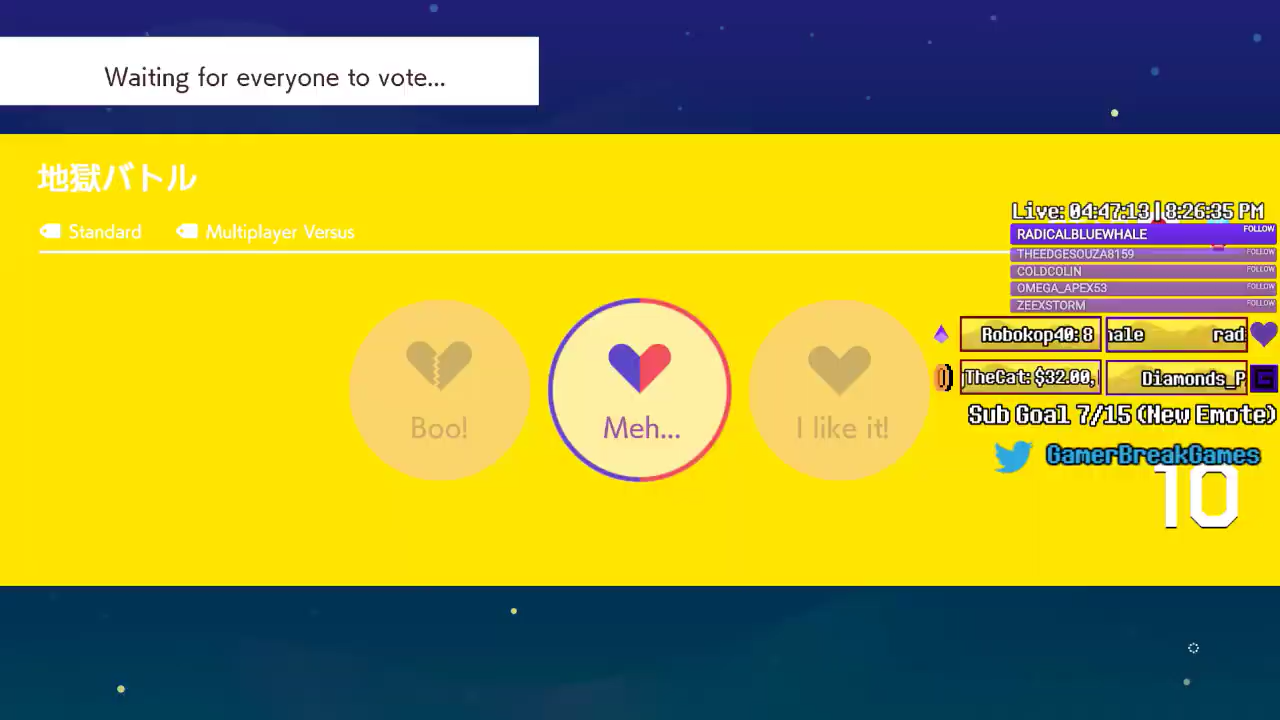 Waiting for everyone to vote...
地獄バトル
Standard
Multiplayer Versus
Live: 04:47:13 | 8:26:35 PM
RADICALBLUEWHALE FOLLOW
THEEDGESOUZA8159 FOLLOW
COLDCOLIN FOLLOW
OMEGA_APEX53 FOLLOW
ZEEXSTORM FOLLOW
Robokop40: 8
hale rad
TheCat: $32.00,
Diamonds_P
Sub Goal 7/15 (New Emote)
GamerBreakGames
Boo!
Meh...
I like it!
10